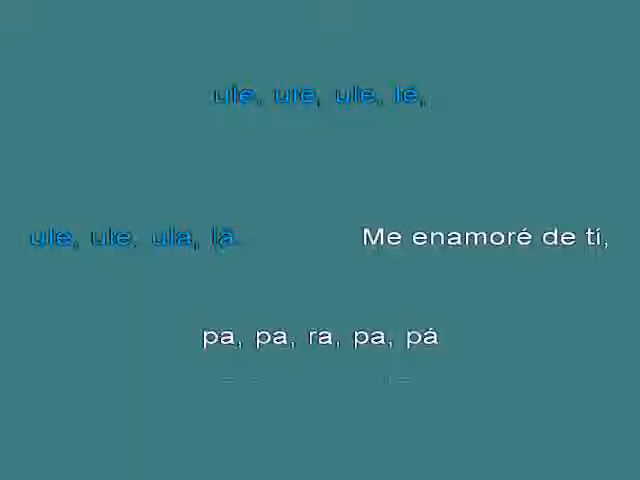 ule, ule, ule, lé,
ule, ule, ula, lá. Me enamoré de tí,
pa, pa, ra, pa, pá